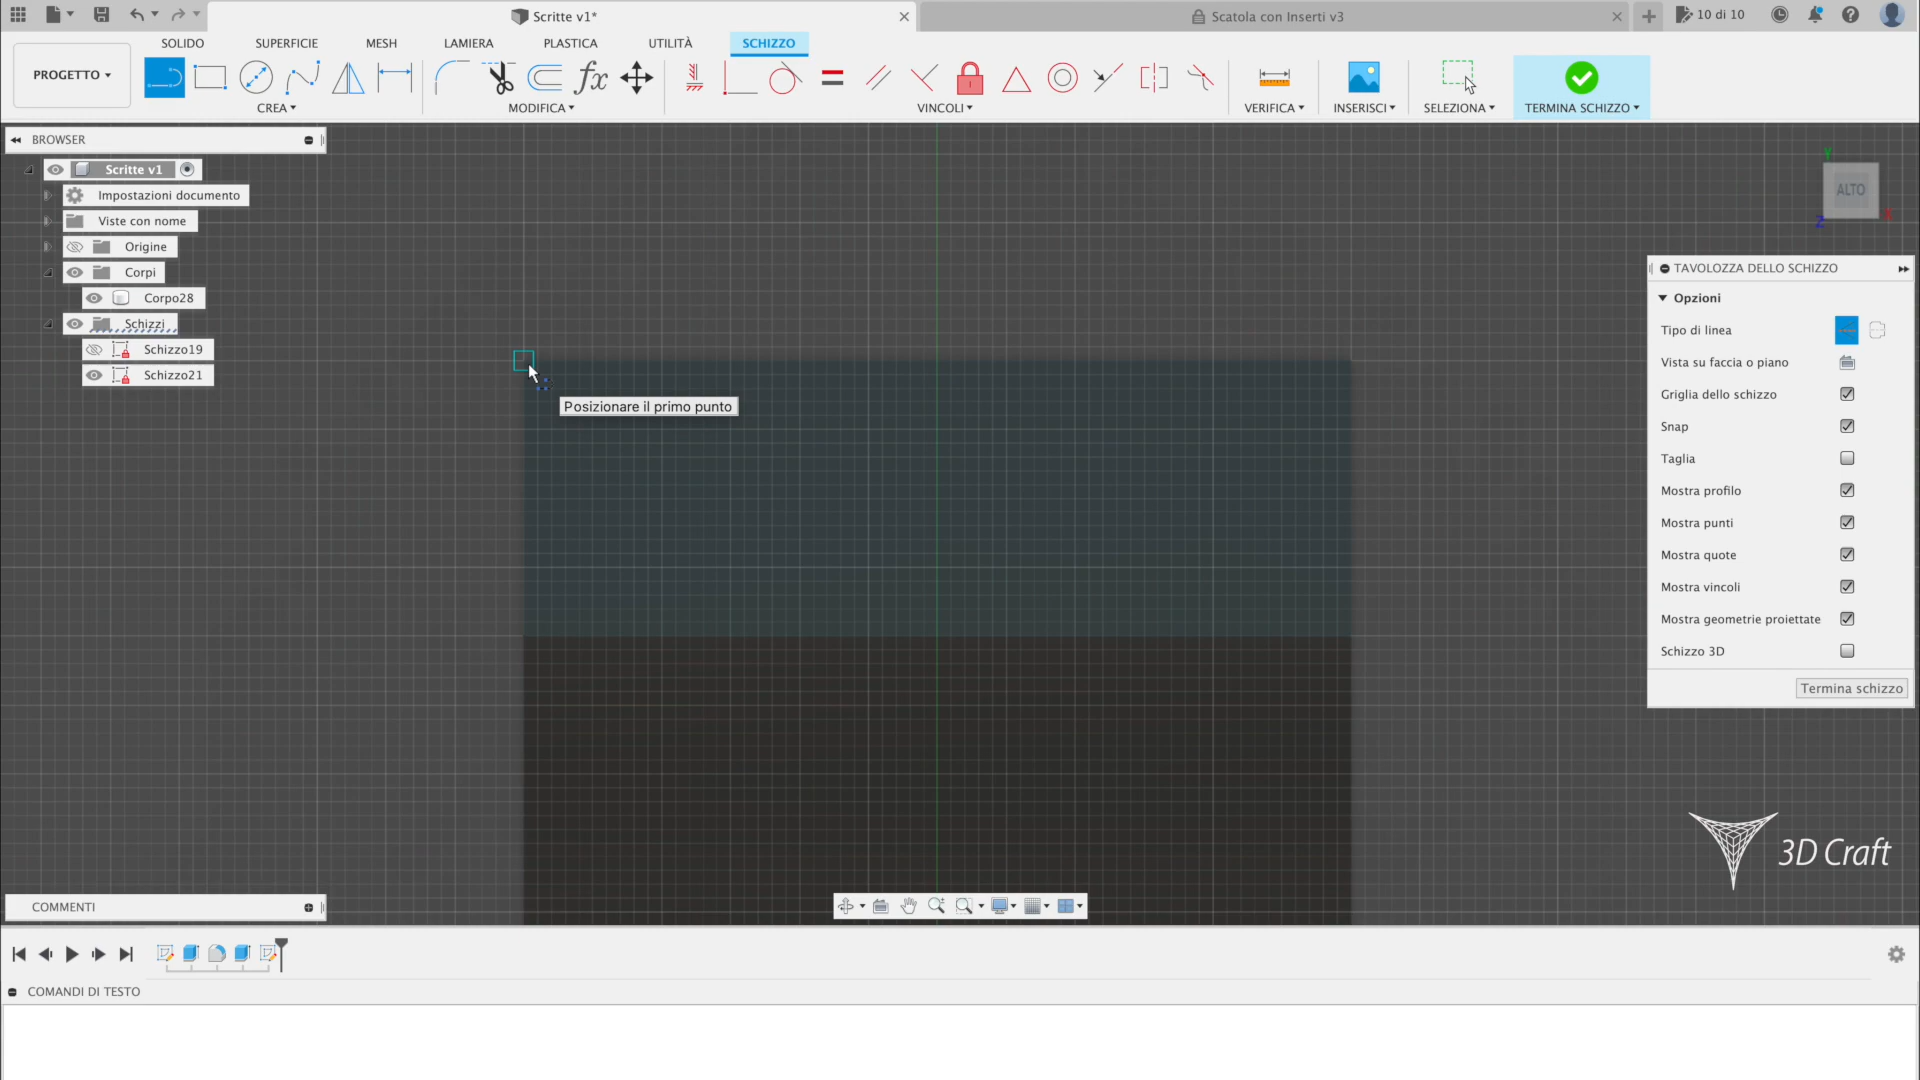 Scritte v1*
Scatola con Inserti v3
10 di 10
SOLIDO
SUPERFICIE
MESH
LAMIERA
PLASTICA
UTILITÀ
SCHIZZO
PROGETTO
fx
CREA
MODIFICA
VINCOLI
VERIFICA
INSERISCI
SELEZIONA
TERMINA SCHIZZO
BROWSER
Scritte v1
Impostazioni documento
Viste con nome
Origine
Corpi
Corpo28
Schizzi
Schizzo19
Schizzo21
Posizionare il primo punto
Y
ALTO
Z
X
TAVOLOZZA DELLO SCHIZZO
Opzioni
Tipo di linea
Vista su faccia o piano
Griglia dello schizzo
Snap
Taglia
Mostra profilo
Mostra punti
Mostra quote
Mostra vincoli
Mostra geometrie proiettate
Schizzo 3D
Termina schizzo
3D Craft
COMMENTI
COMANDI DI TESTO